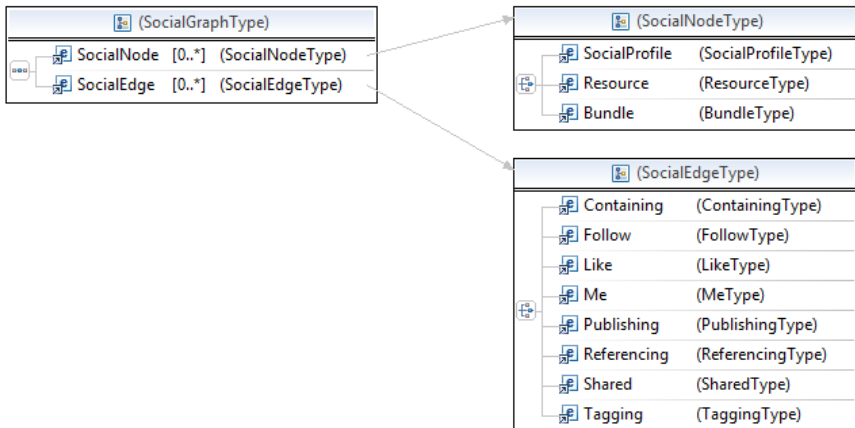 (SocialGraphType)
SocialNode [0..*] (SocialNodeType)
SocialEdge [0..*] (SocialEdgeType)
(SocialNodeType)
SocialProfile (SocialProfileType)
Resource (ResourceType)
Bundle (BundleType)
(SocialEdgeType)
Containing (ContainingType)
Follow (FollowType)
Like (LikeType)
Me (MeType)
Publishing (PublishingType)
Referencing (ReferencingType)
Shared (SharedType)
Tagging (TaggingType)